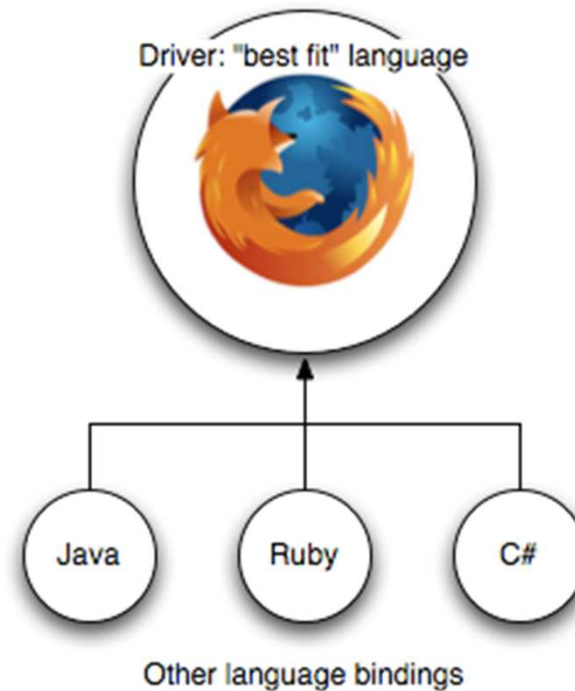 Driver: "best fit" language
Java
Ruby
C#
Other language bindings